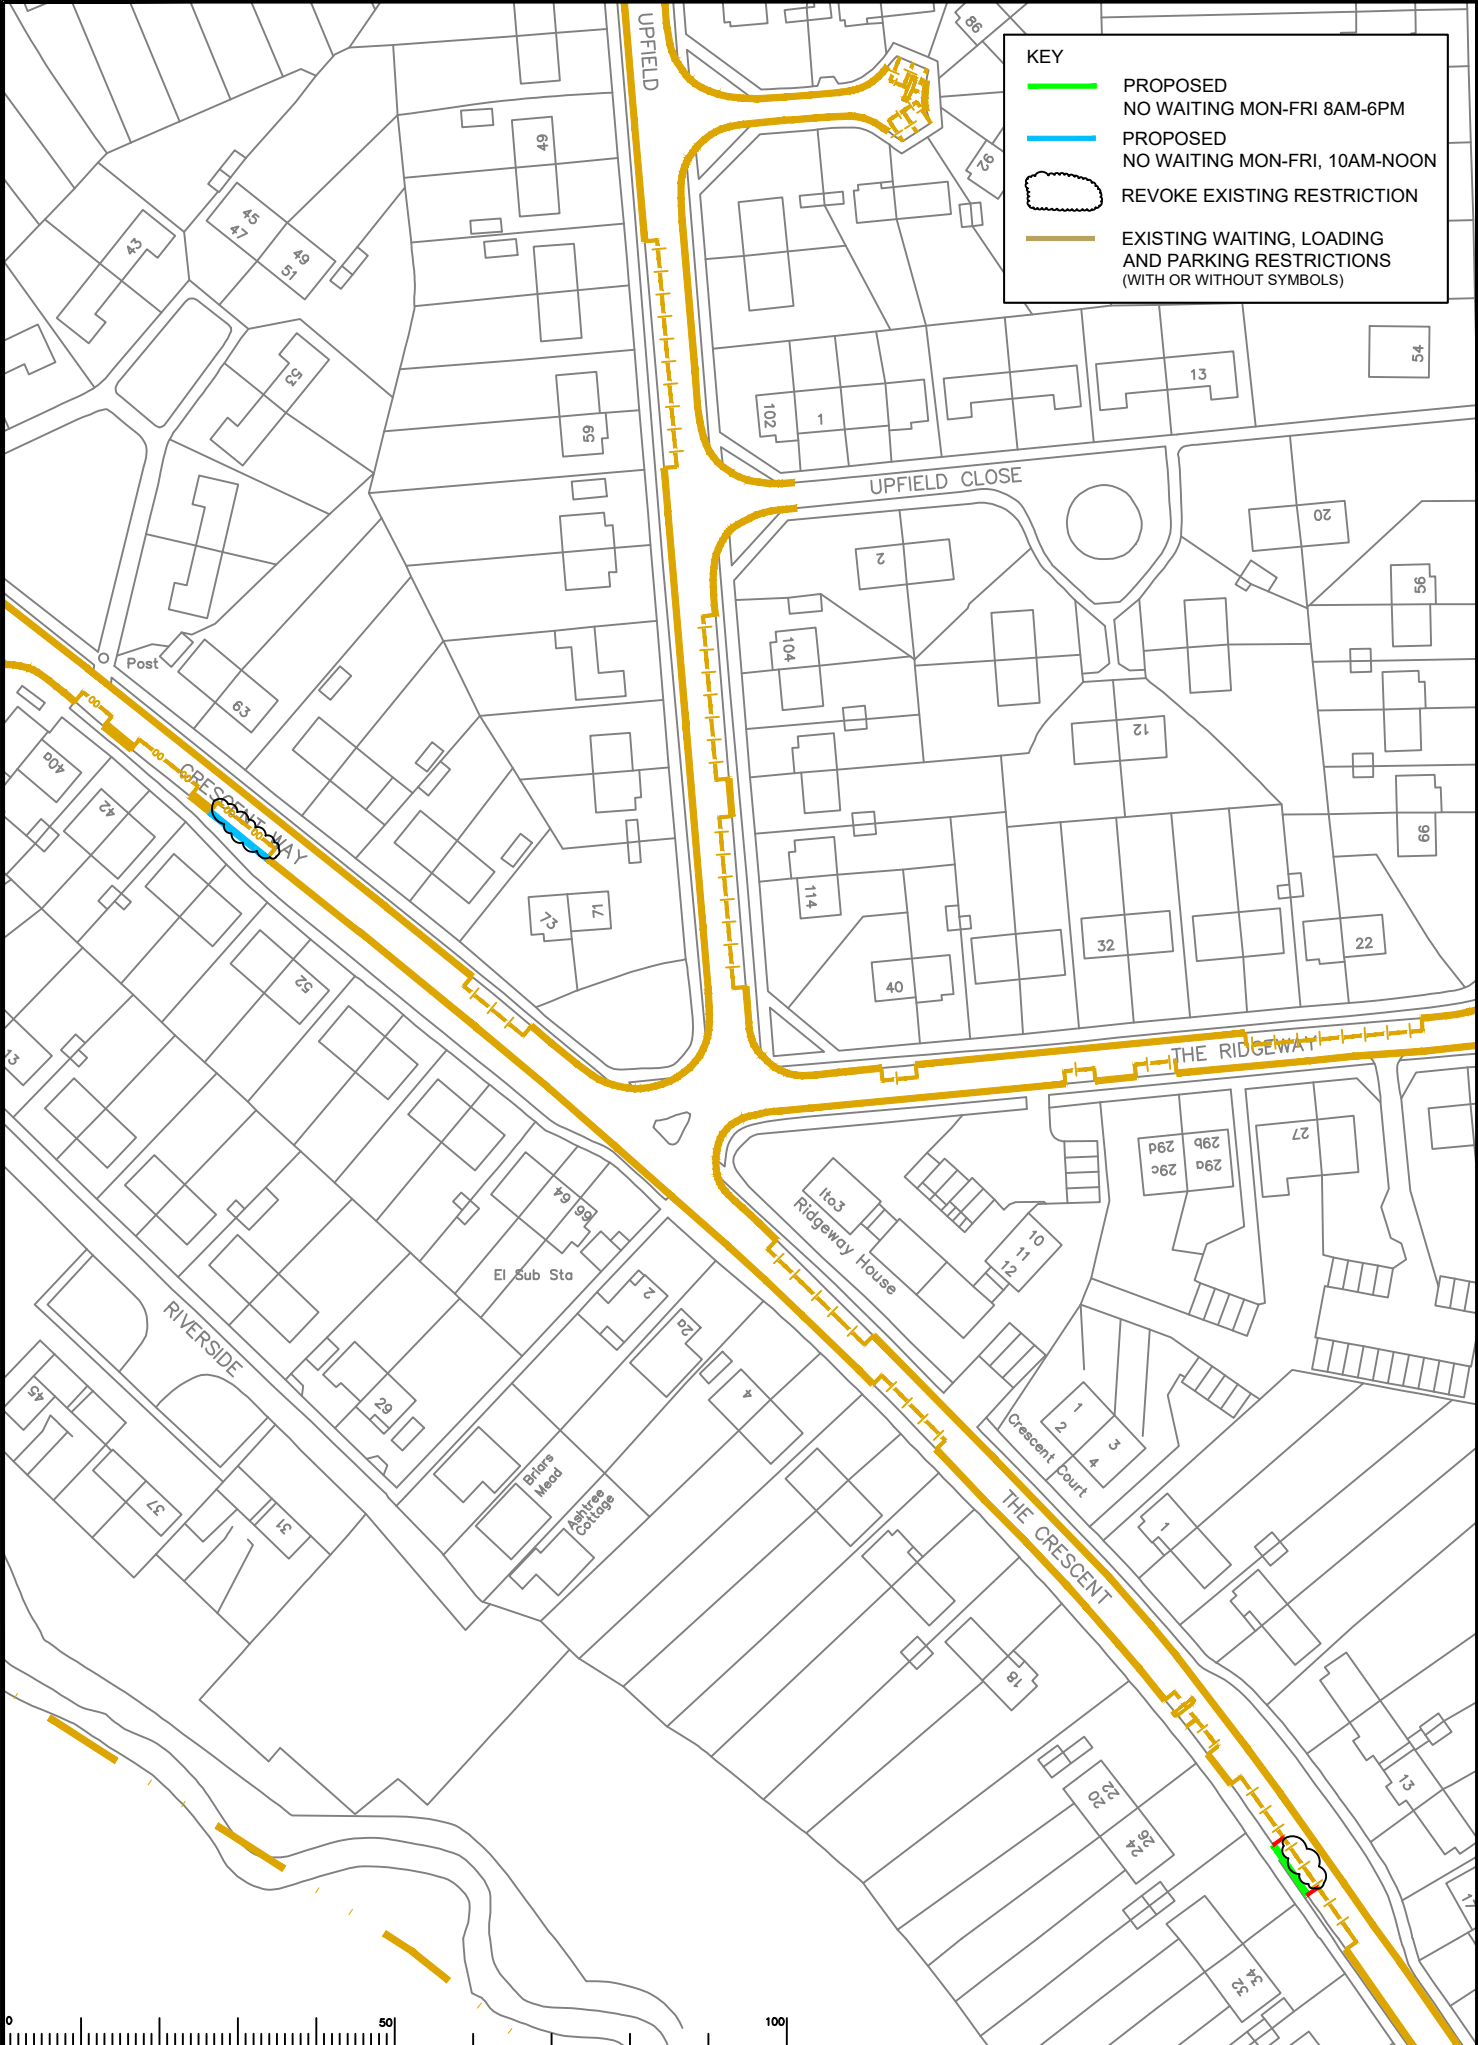 KEY
PROPOSED
NO WAITING MON-FRI 8AM-6PM
PROPOSED
NO WAITING MON-FRI, 10AM-NOON
REVOKE EXISTING RESTRICTION
EXISTING WAITING, LOADING
AND PARKING RESTRICTIONS
(WITH OR WITHOUT SYMBOLS)
UPFIELD
86
92
49
45
47
49
51
43
53
59
102
1
13
54
UPFIELD CLOSE
20
2
56
104
12
Post
63
40a
42
CRESCENT WAY
66
114
73
71
52
40
32
22
13
THE RIDGEWAY
29d
29b
29c
29a
27
1to3
Ridgeway House
10
11
12
64
66
El Sub Sta
2
2a
4
RIVERSIDE
29
45
37
31
Briars
Mead
Ashtree
Cottage
1
2
3
4
Crescent Court
THE CRESCENT
1
18
13
22
20
26
24
17
34
32
0
50
100